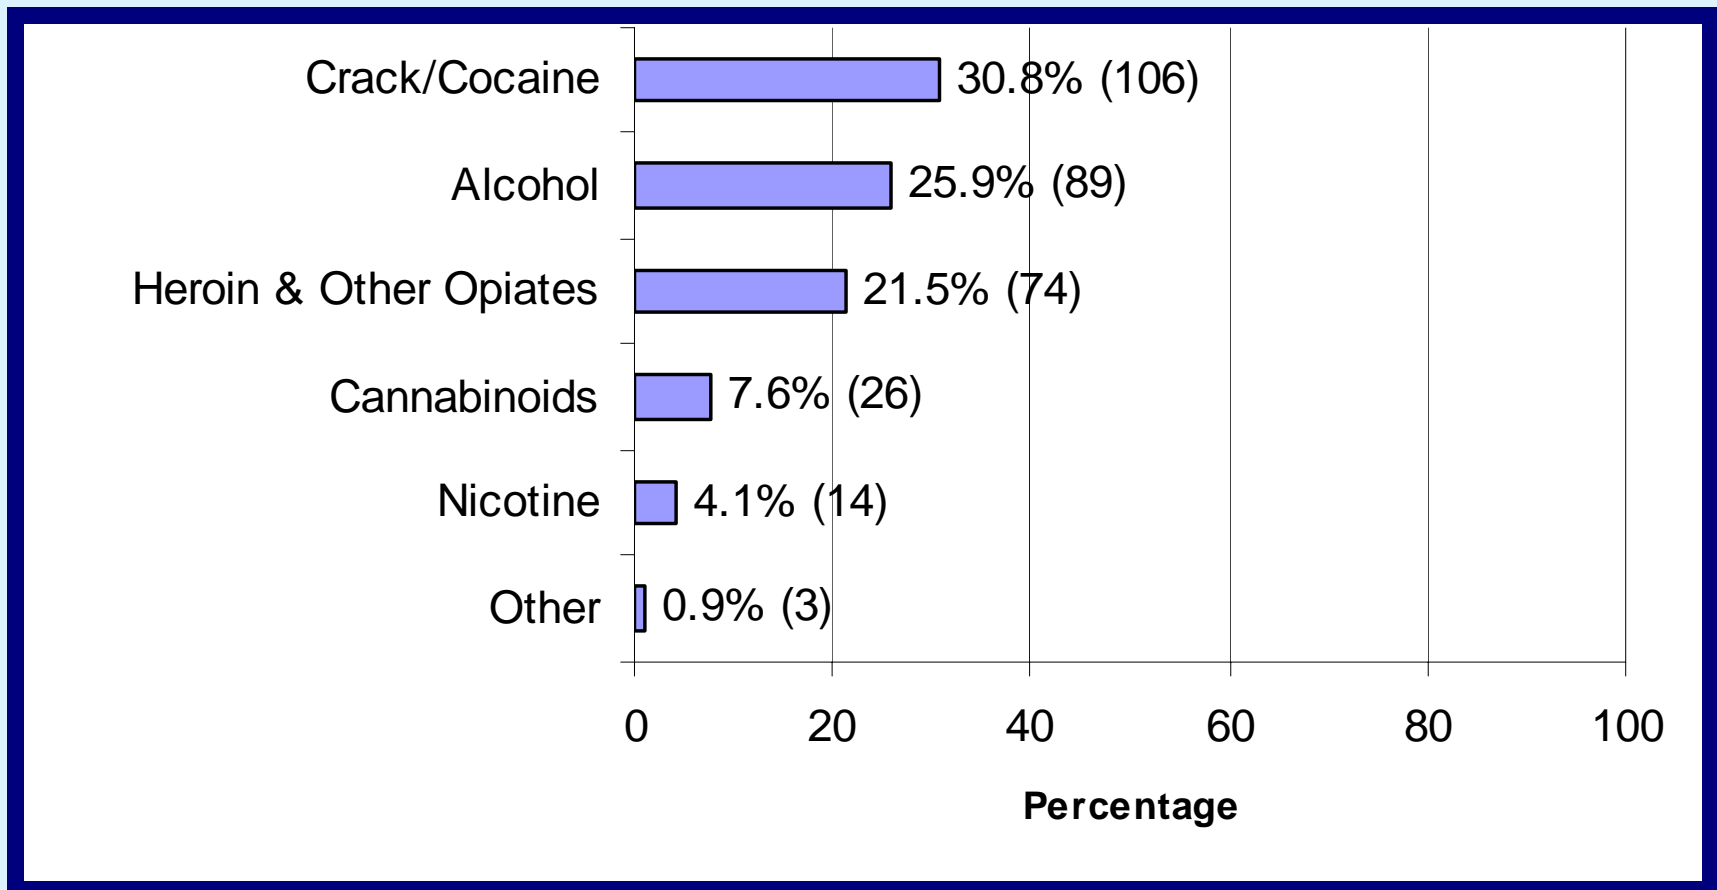 Crack/Cocaine 30.8% (106)
Alcohol 25.9% (89)
Heroin & Other Opiates 21.5% (74)
Cannabinoids 7.6% (26)
Nicotine 4.1% (14)
Other 0.9% (3)
0 20 40 60 80 100
Percentage